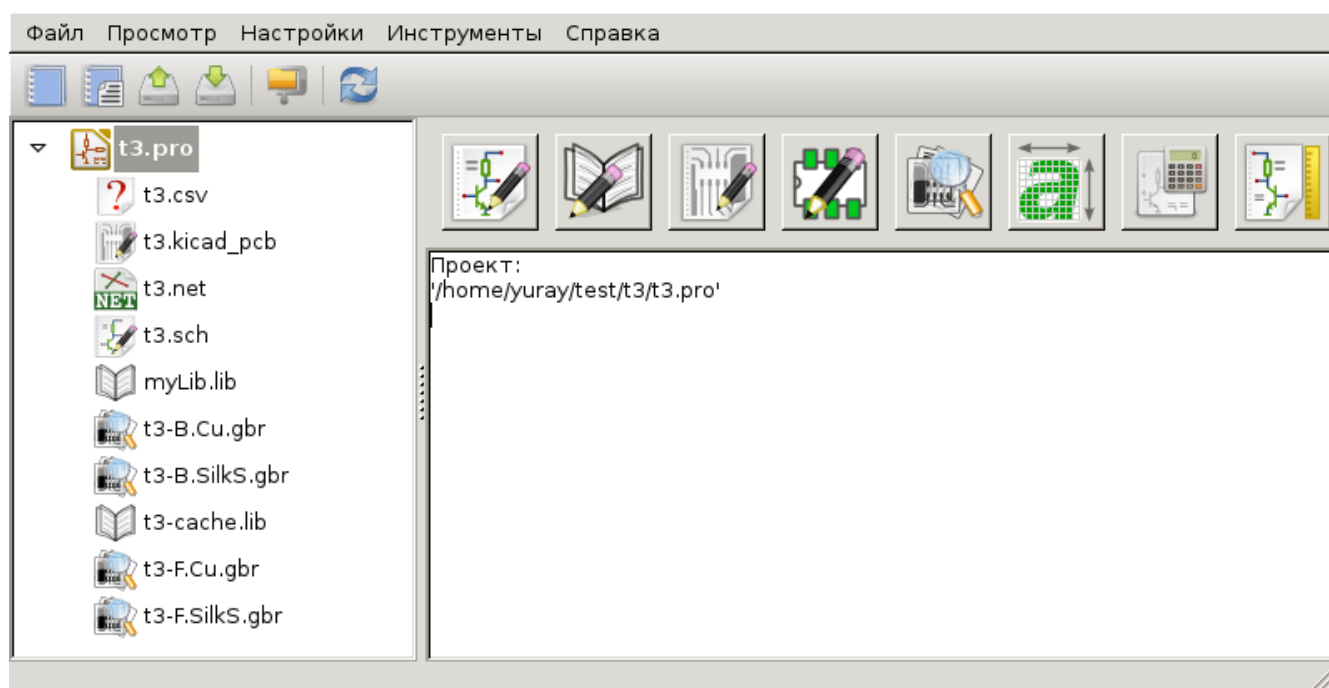 Файл Просмотр Настройки Инструменты Справка
t3.pro
t3.csv
t3.kicad_pcb
NET t3.net
t3.sch
myLib.lib
t3-B.Cu.gbr
t3-B.SilkS.gbr
t3-cache.lib
t3-F.Cu.gbr
t3-F.SilkS.gbr
Проект:
'/home/yuray/test/t3/t3.pro'